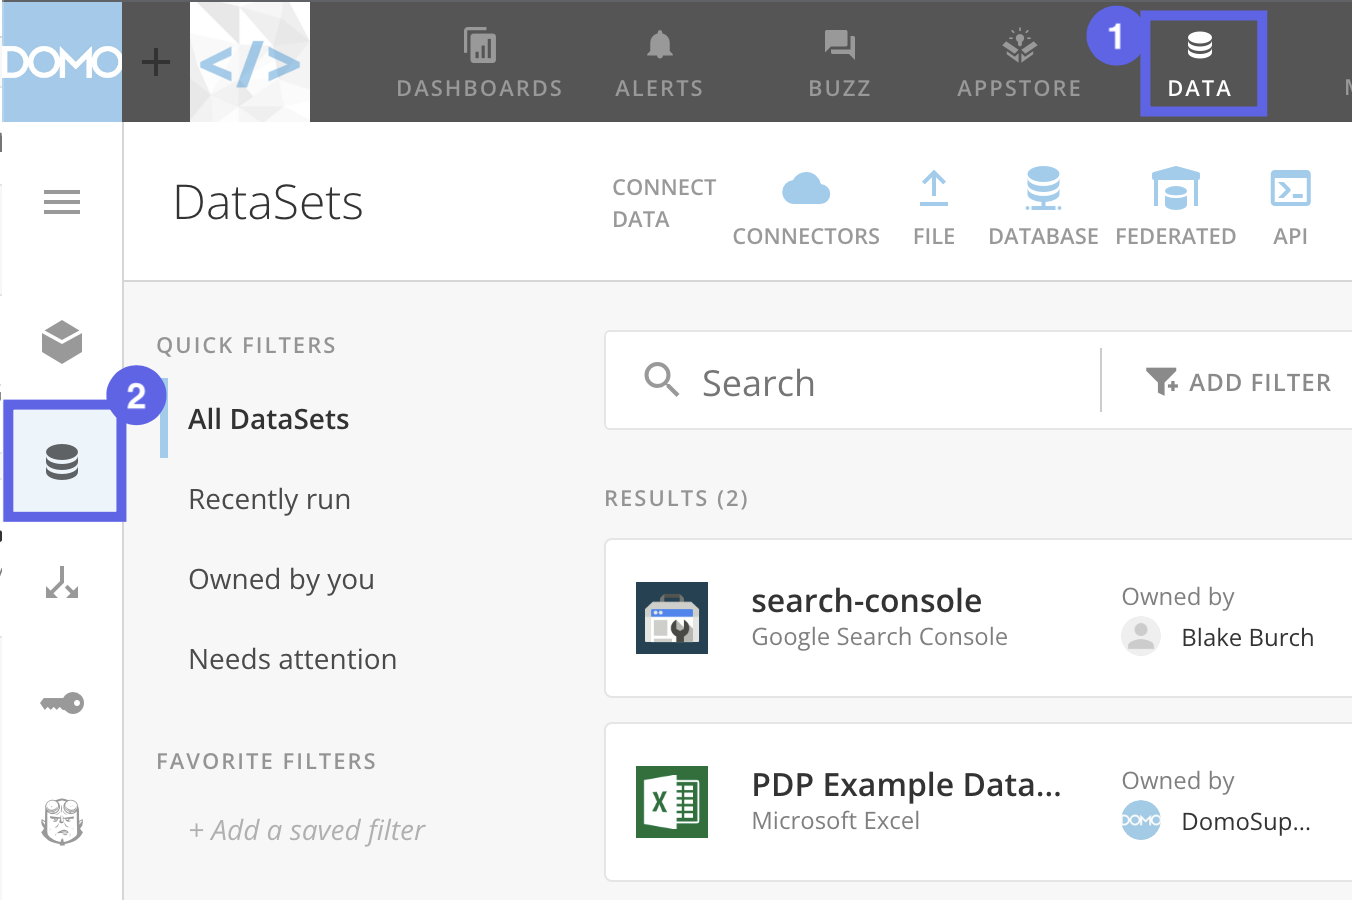 DOMO
+
</>
DASHBOARDS
ALERTS
BUZZ
APPSTORE
1
DATA
DataSets
CONNECT
DATA
CONNECTORS
FILE
DATABASE
FEDERATED
API
QUICK FILTERS
2
All DataSets
Recently run
Owned by you
Needs attention
FAVORITE FILTERS
+ Add a saved filter
Search
ADD FILTER
RESULTS (2)
search-console
Google Search Console
Owned by
Blake Burch
PDP Example Data...
Microsoft Excel
Owned by
DOMO
DomoSup...